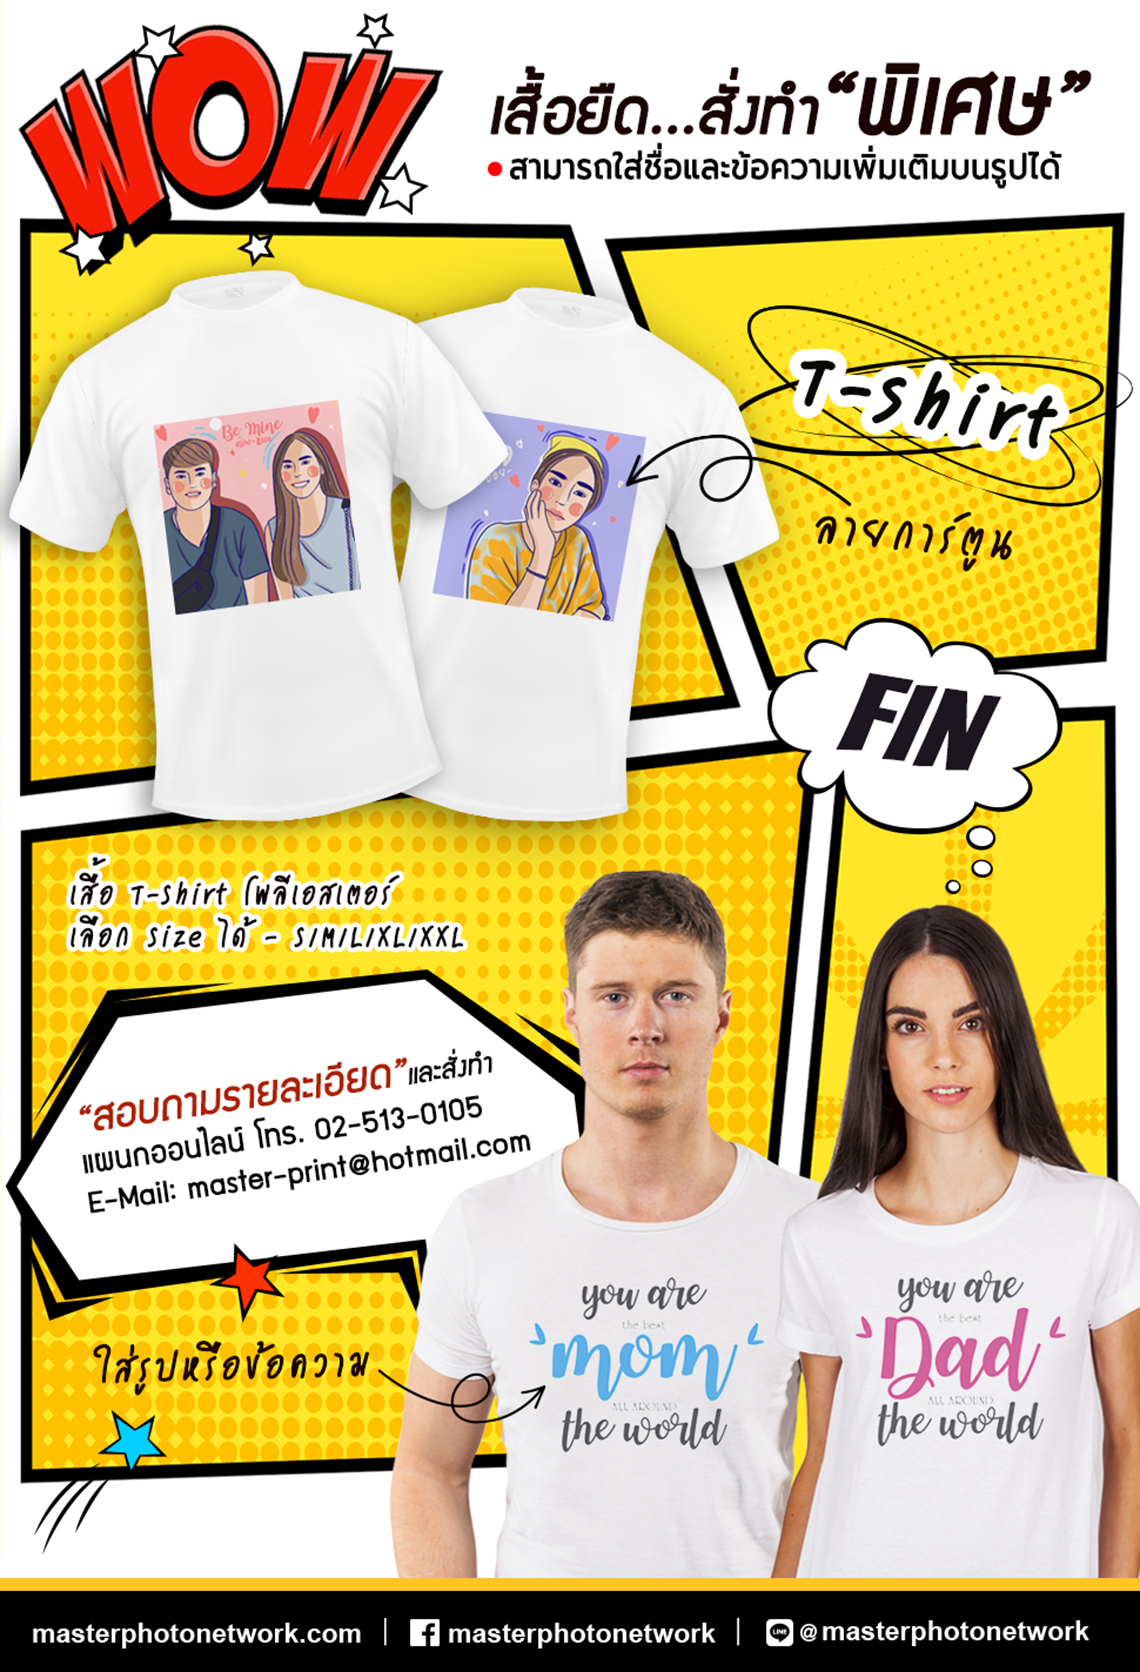 WOW
เสื้อยืด...สั่งทำ “พิเศษ”
• สามารถใส่ชื่อและข้อความเพิ่มเติมบนรูปได้
Be Mine
T-Shirt
ลายการ์ตูน
FIN
เสื้อ T-Shirt โพลีเอสเตอร์
เลือก Size ได้ - S/M/L/XL/XXL
“สอบถามรายละเอียด” และสั่งทำ
แผนกออนไลน์ โทร. 02-513-0105
E-Mail: master-print@hotmail.com
ใส่รูปหรือข้อความ
you are
the best
mom
ALL AROUND
the world
you are
the best
Dad
ALL AROUND
the world
masterphotonetwork.com | masterphotonetwork | LINE @masterphotonetwork